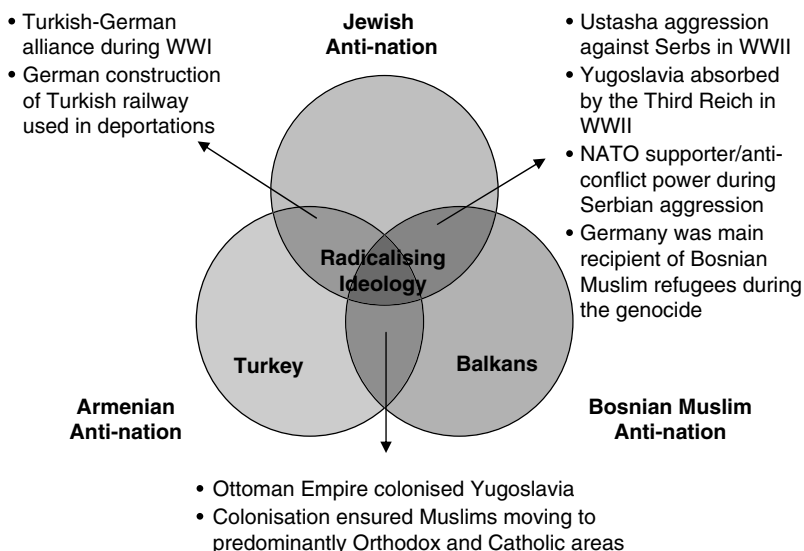 • Turkish-German
alliance during WWI
• German construction
of Turkish railway
used in deportations
Jewish
Anti-nation
• Ustasha aggression
against Serbs in WWII
• Yugoslavia absorbed
by the Third Reich in
WWII
• NATO supporter/anti-
conflict power during
Serbian aggression
• Germany was main
recipient of Bosnian
Muslim refugees during
the genocide
Radicalising
Ideology
Turkey
Balkans
Armenian
Anti-nation
Bosnian Muslim
Anti-nation
• Ottoman Empire colonised Yugoslavia
• Colonisation ensured Muslims moving to
predominantly Orthodox and Catholic areas